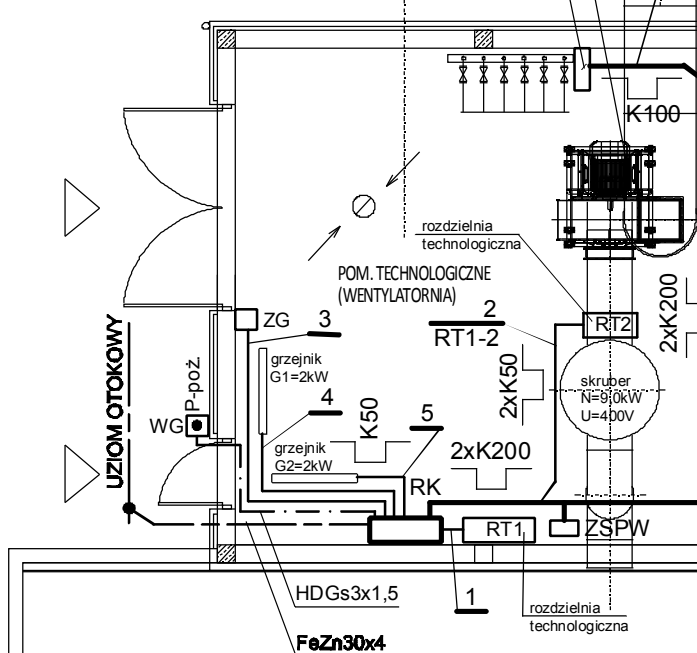 K100
rozdzielnia
technologiczna
POM. TECHNOLOGICZNE
(WENTYLATORNIA)
ZG
3
2
RT1-2
RT2
2xK200
UZIOM OTOKOWY
P-poż.
WG
grzejnik
G1=2kW
4
K50
5
2xK50
skruber
N=9,0kW
U=400V
grzejnik
G2=2kW
2xK200
RK
RT1
ZSPW
HDGs3x1,5
1
rozdzielnia
technologiczna
FeZn30x4